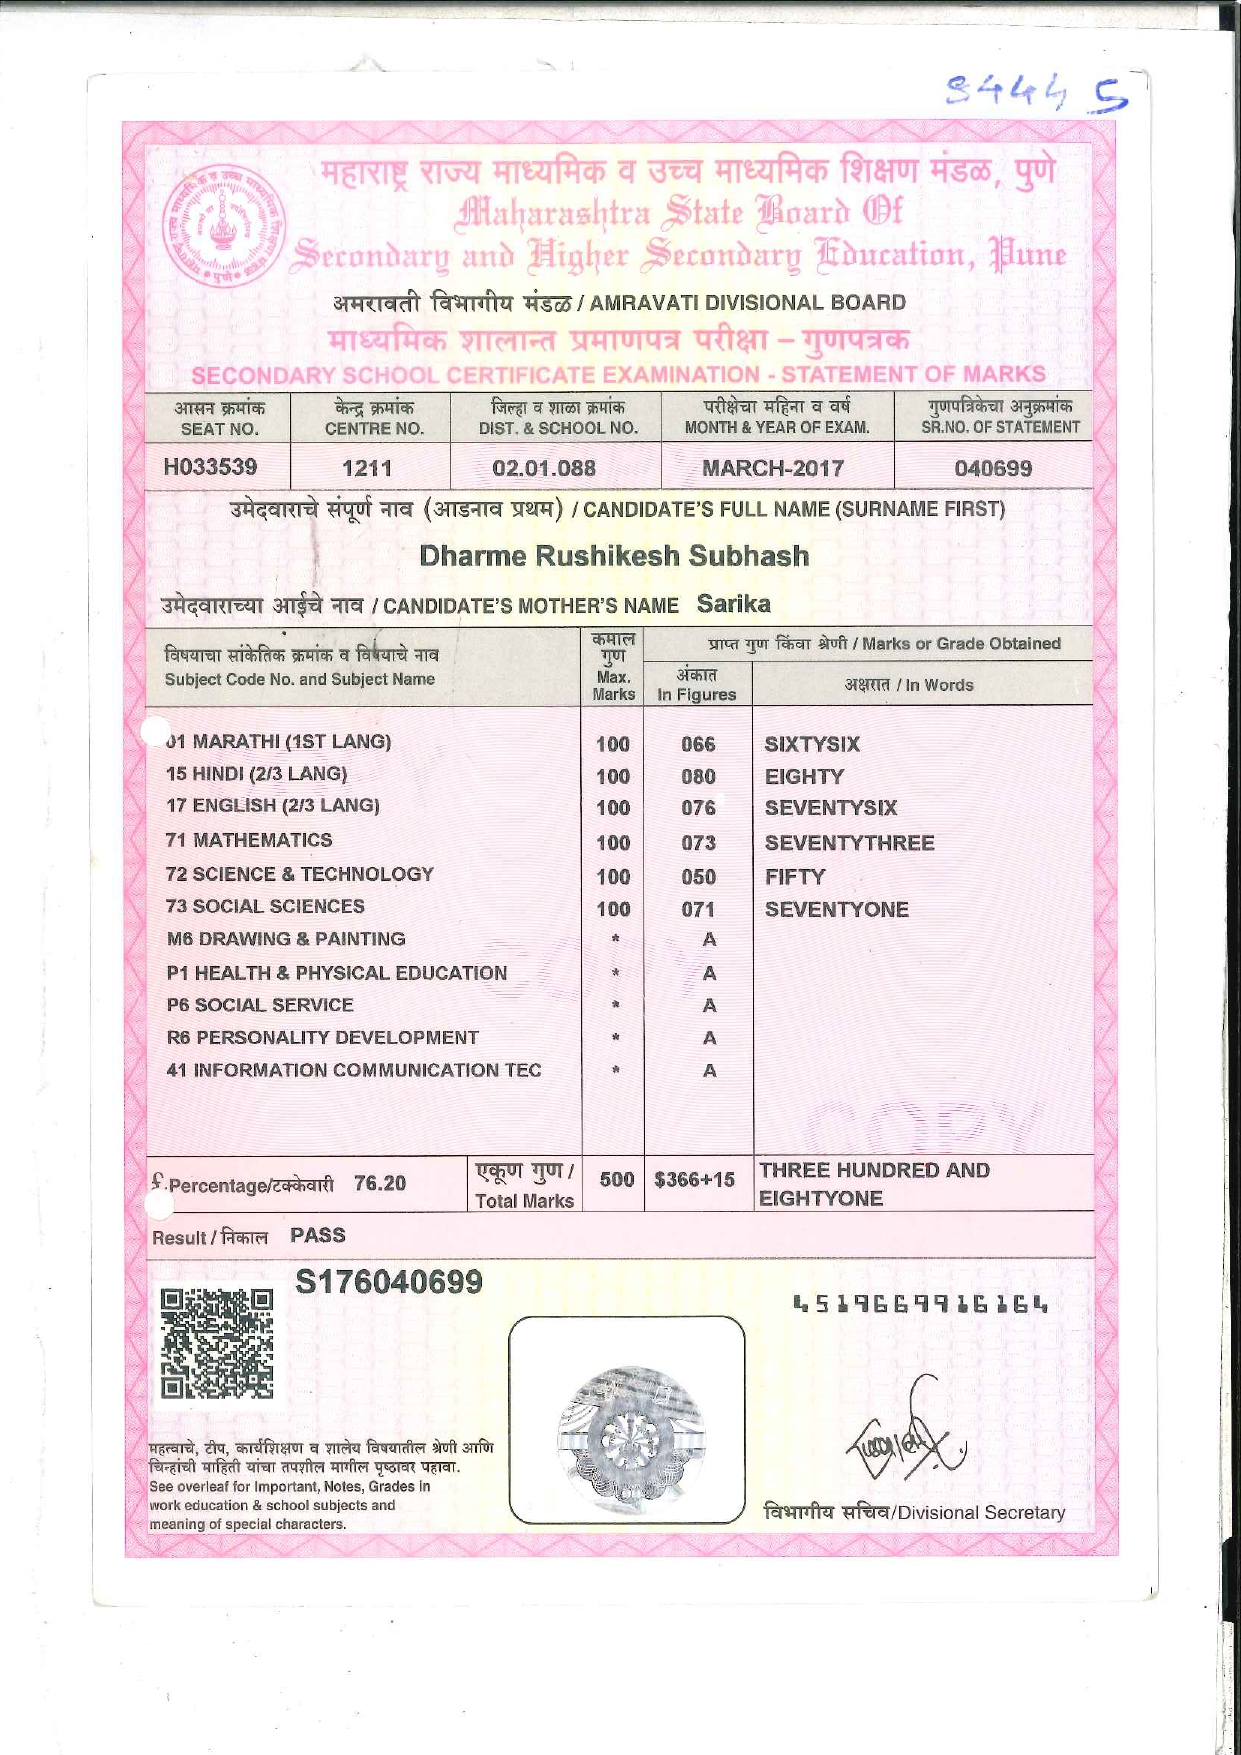 34445
महाराष्ट्र राज्य माध्यमिक व उच्च माध्यमिक शिक्षण मंडळ, पुणे
Maharashtra State Board Of
Secondary and Higher Secondary Education, Pune
अमरावती विभागीय मंडळ / AMRAVATI DIVISIONAL BOARD
माध्यमिक शालान्त प्रमाणपत्र परीक्षा – गुणपत्रक
SECONDARY SCHOOL CERTIFICATE EXAMINATION - STATEMENT OF MARKS
आसन क्रमांक केन्द्र क्रमांक जिल्हा व शाळा क्रमांक परीक्षेचा महिना व वर्ष गुणपत्रिकेचा अनुक्रमांक
SEAT NO. CENTRE NO. DIST. & SCHOOL NO. MONTH & YEAR OF EXAM. SR.NO. OF STATEMENT
H033539 1211 02.01.088 MARCH-2017 040699
उमेदवाराचे संपूर्ण नाव (आडनाव प्रथम) / CANDIDATE'S FULL NAME (SURNAME FIRST)
Dharme Rushikesh Subhash
उमेदवाराच्या आईचे नाव / CANDIDATE'S MOTHER'S NAME Sarika
विषयाचा सांकेतिक क्रमांक व विषयाचे नाव
Subject Code No. and Subject Name
कमाल
गुण
Max.
Marks
प्राप्त गुण किंवा श्रेणी / Marks or Grade Obtained
अंकात
In Figures
अक्षरात / In Words
01 MARATHI (1ST LANG) 100 066 SIXTYSIX
15 HINDI (2/3 LANG) 100 080 EIGHTY
17 ENGLISH (2/3 LANG) 100 076 SEVENTYSIX
71 MATHEMATICS 100 073 SEVENTYTHREE
72 SCIENCE & TECHNOLOGY 100 050 FIFTY
73 SOCIAL SCIENCES 100 071 SEVENTYONE
M6 DRAWING & PAINTING * A
P1 HEALTH & PHYSICAL EDUCATION * A
P6 SOCIAL SERVICE * A
R6 PERSONALITY DEVELOPMENT * A
41 INFORMATION COMMUNICATION TEC * A
COPY
£.Percentage/टक्केवारी 76.20 एकूण गुण / Total Marks 500 $366+15 THREE HUNDRED AND
EIGHTYONE
Result / निकाल PASS
S176040699
4519669916164
महत्वाचे, टीप, कार्यशिक्षण व शालेय विषयातील श्रेणी आणि
चिन्हांची माहिती यांचा तपशील मागील पृष्ठावर पहावा.
See overleaf for Important, Notes, Grades in
work education & school subjects and
meaning of special characters.
विभागीय सचिव/Divisional Secretary